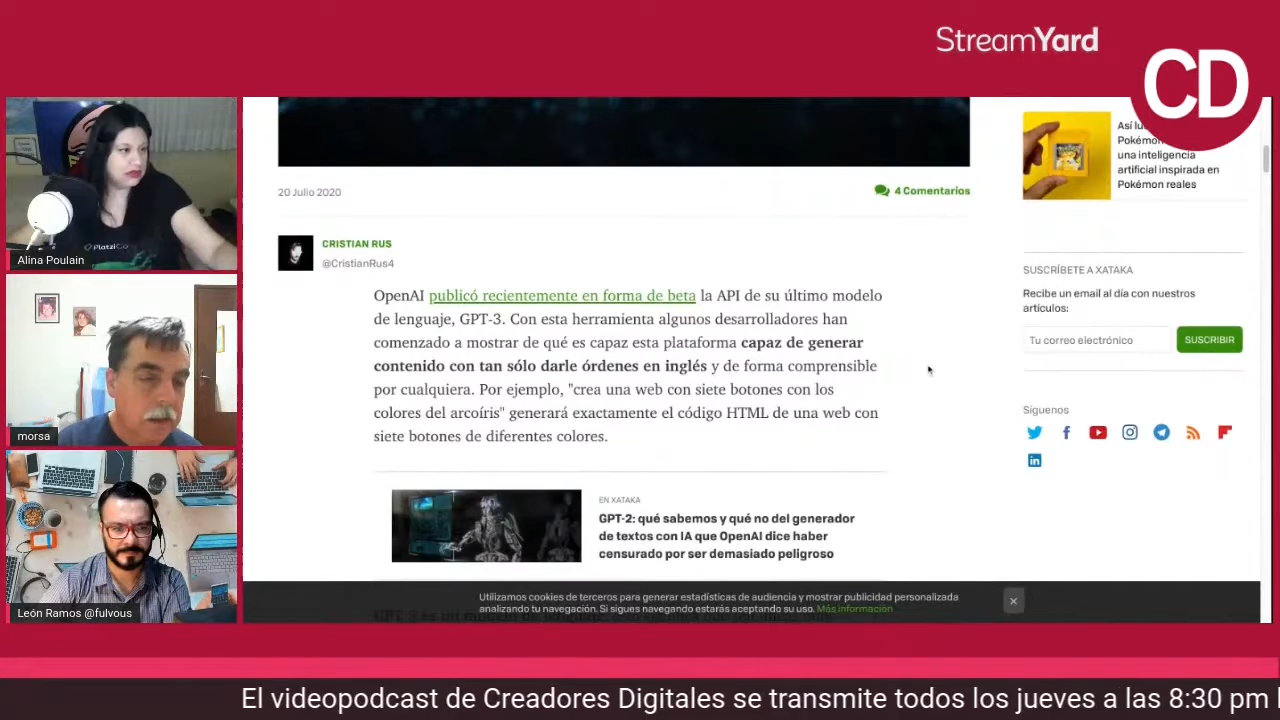 StreamYard
CD
Alina Poulain
PlatziCo
morsa
León Ramos @fulvous
20 Julio 2020
4 Comentarios
CRISTIAN RUS
@CristianRus4
OpenAI publicó recientemente en forma de beta la API de su último modelo
de lenguaje, GPT-3. Con esta herramienta algunos desarrolladores han
comenzado a mostrar de qué es capaz esta plataforma capaz de generar
contenido con tan sólo darle órdenes en inglés y de forma comprensible
por cualquiera. Por ejemplo, "crea una web con siete botones con los
colores del arcoíris" generará exactamente el código HTML de una web con
siete botones de diferentes colores.
EN XATAKA
GPT-2: qué sabemos y qué no del generador
de textos con IA que OpenAI dice haber
censurado por ser demasiado peligroso
Así
Pokémon
una inteligencia
artificial inspirada en
Pokémon reales
SUSCRÍBETE A XATAKA
Recibe un email al día con nuestros
artículos:
Tu correo electrónico
SUSCRIBIR
Síguenos
Utilizamos cookies de terceros para generar estadísticas de audiencia y mostrar publicidad personalizada
analizando tu navegación. Si sigues navegando estarás aceptando su uso. Más información
El videopodcast de Creadores Digitales se transmite todos los jueves a las 8:30 pm